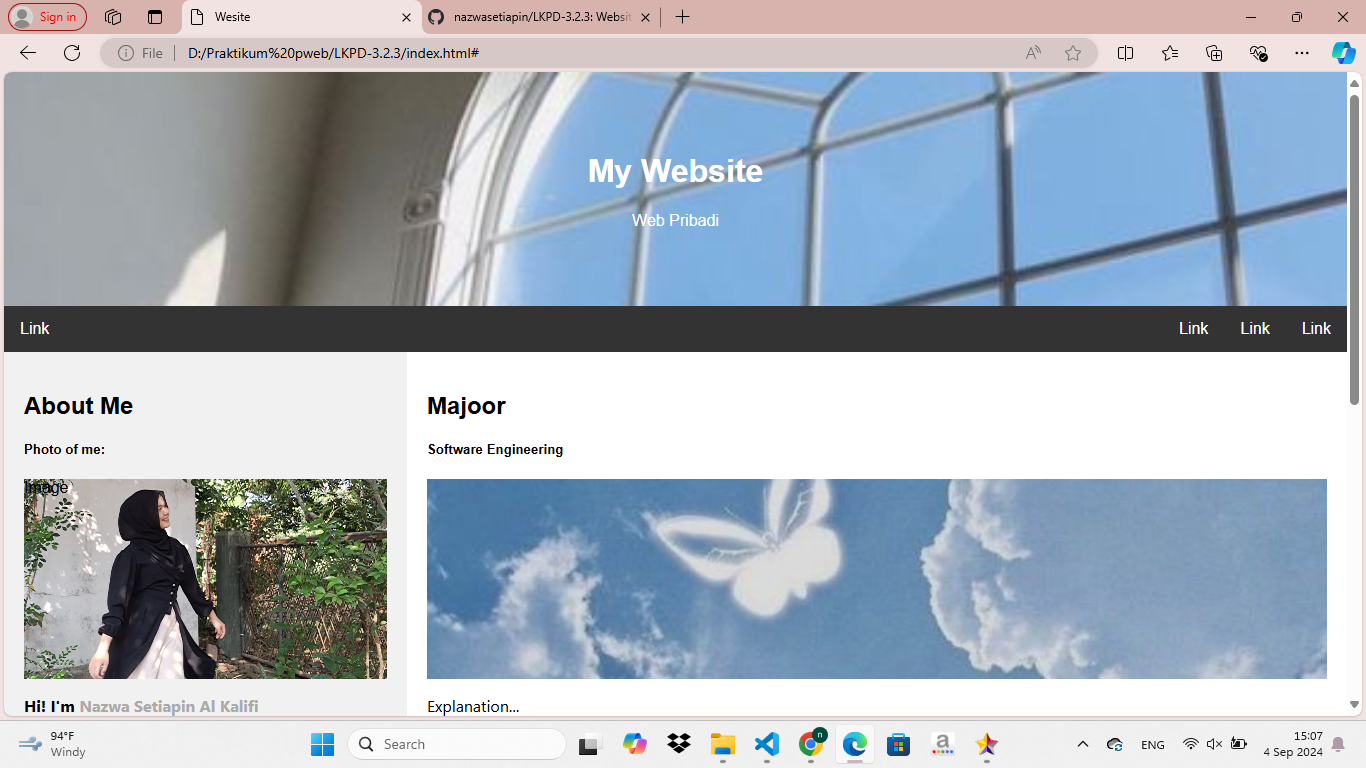 Sign in
Wesite
nazwasetiapin/LKPD-3.2.3: Websit
File
D:/Praktikum%20pweb/LKPD-3.2.3/index.html#
My Website
Web Pribadi
Link
Link
Link
Link
About Me
Photo of me:
Image
Hi! I'm Nazwa Setiapin Al Kalifi
Majoor
Software Engineering
Explanation...
94°F
Windy
Search
n
a
ENG
15:07
4 Sep 2024